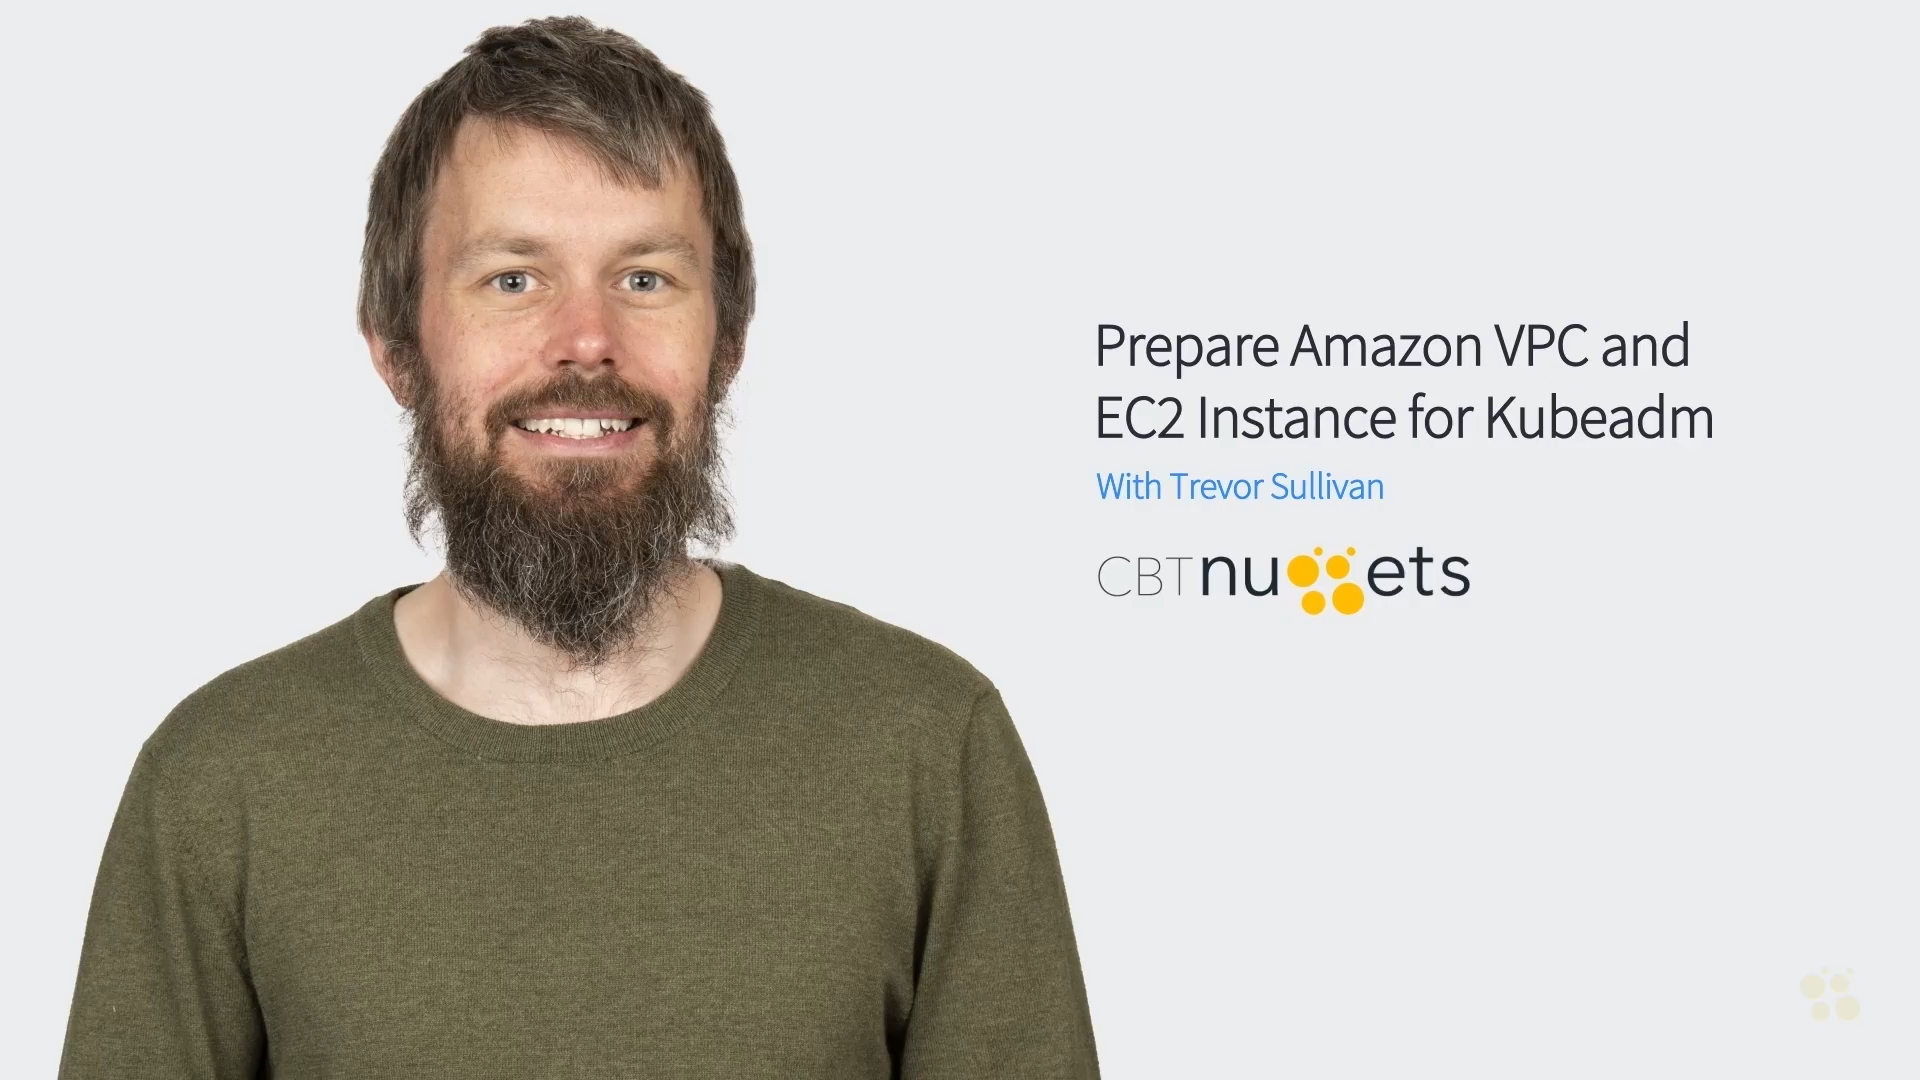 Prepare Amazon VPC and
EC2 Instance for Kubeadm
With Trevor Sullivan
CBTnuggets